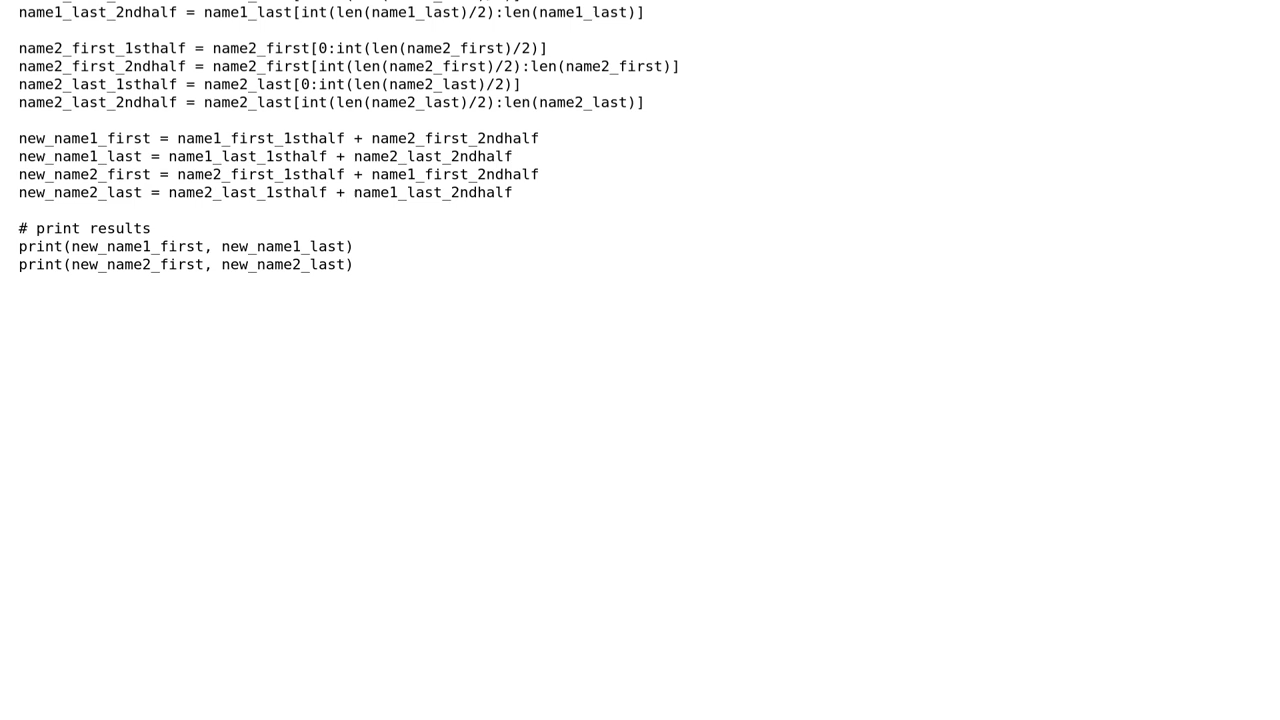 name1_last_2ndhalf = name1_last[int(len(name1_last)/2):len(name1_last)]

name2_first_1sthalf = name2_first[0:int(len(name2_first)/2)]
name2_first_2ndhalf = name2_first[int(len(name2_first)/2):len(name2_first)]
name2_last_1sthalf = name2_last[0:int(len(name2_last)/2)]
name2_last_2ndhalf = name2_last[int(len(name2_last)/2):len(name2_last)]

new_name1_first = name1_first_1sthalf + name2_first_2ndhalf
new_name1_last = name1_last_1sthalf + name2_last_2ndhalf
new_name2_first = name2_first_1sthalf + name1_first_2ndhalf
new_name2_last = name2_last_1sthalf + name1_last_2ndhalf

# print results
print(new_name1_first, new_name1_last)
print(new_name2_first, new_name2_last)